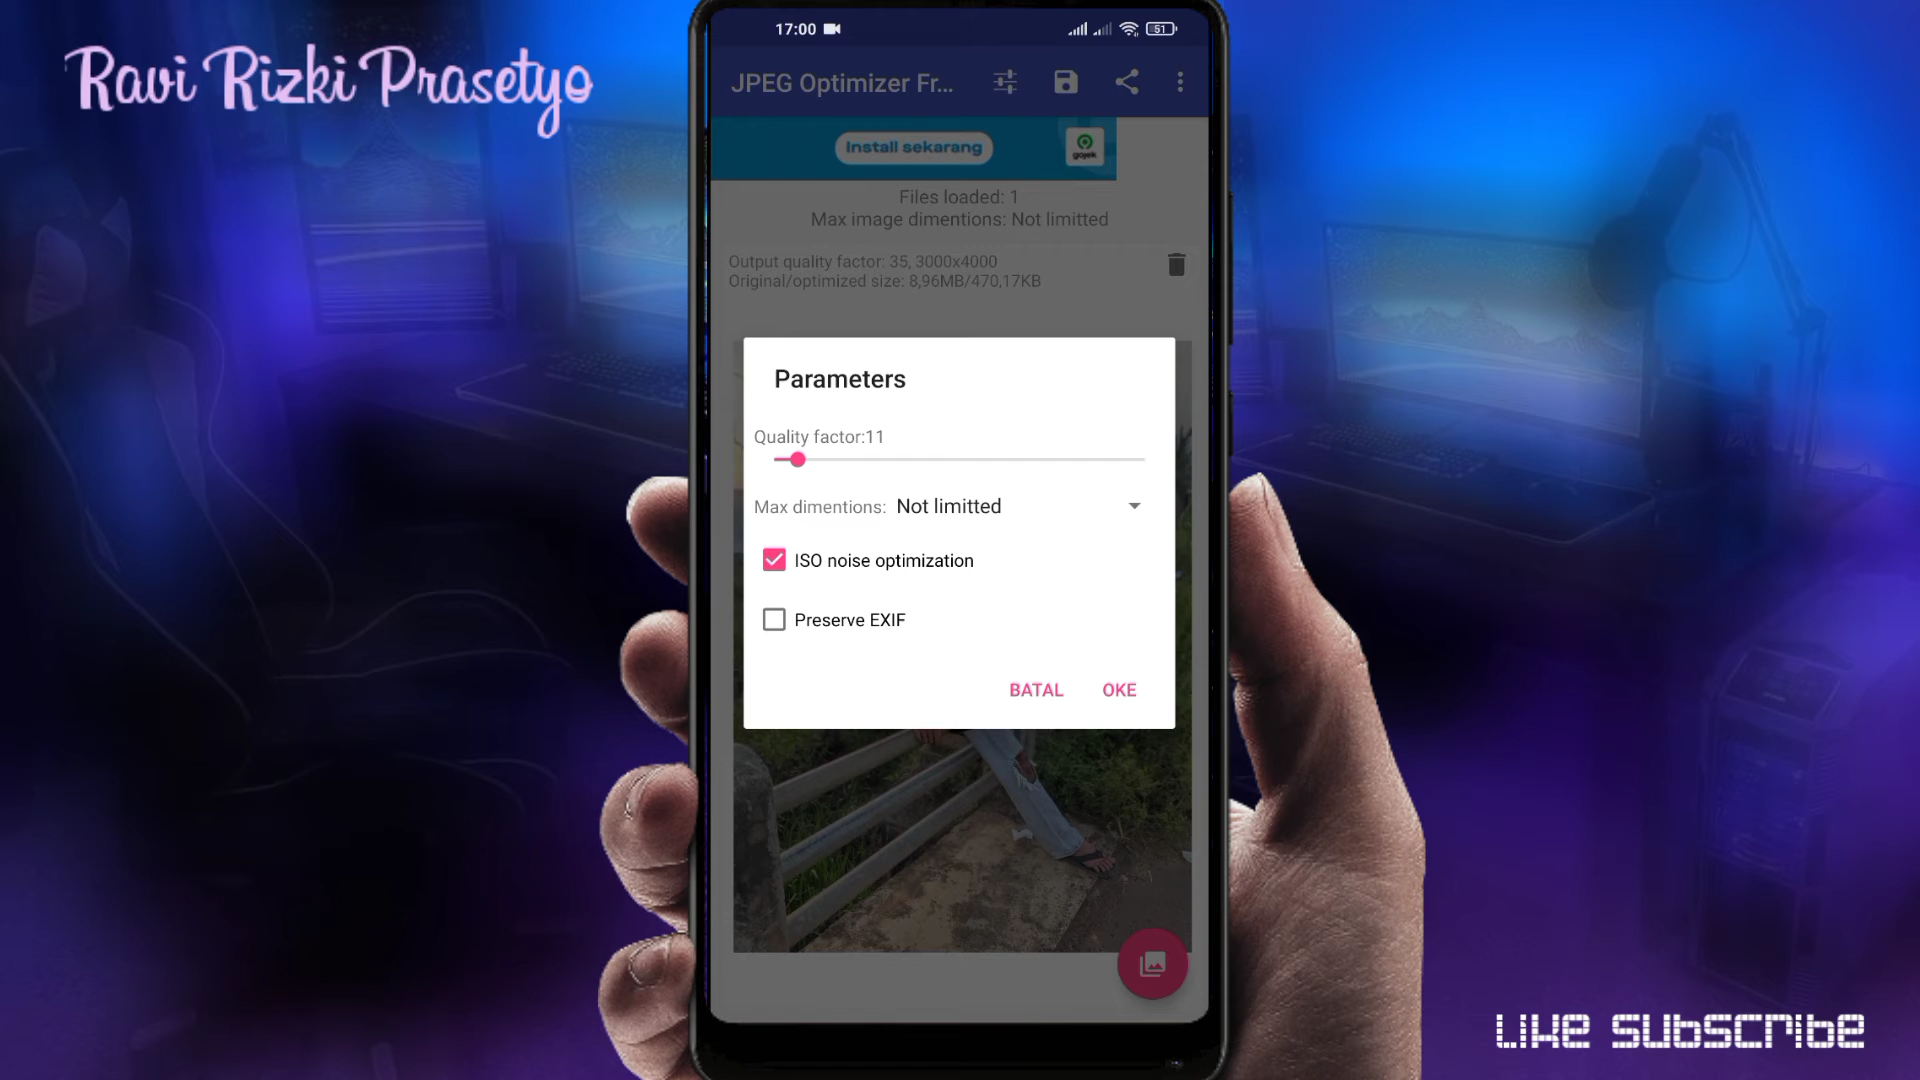 Ravi Rizki Prasetyo
17:00
51
JPEG Optimizer Fr...
Install sekarang
gojek
Files loaded: 1
Max image dimentions: Not limitted
Output quality factor: 35, 3000x4000
Original/optimized size: 8,96MB/470,17KB
Parameters
Quality factor:11
Max dimentions: Not limitted
ISO noise optimization
Preserve EXIF
BATAL OKE
LIKE SUBSCRIBE